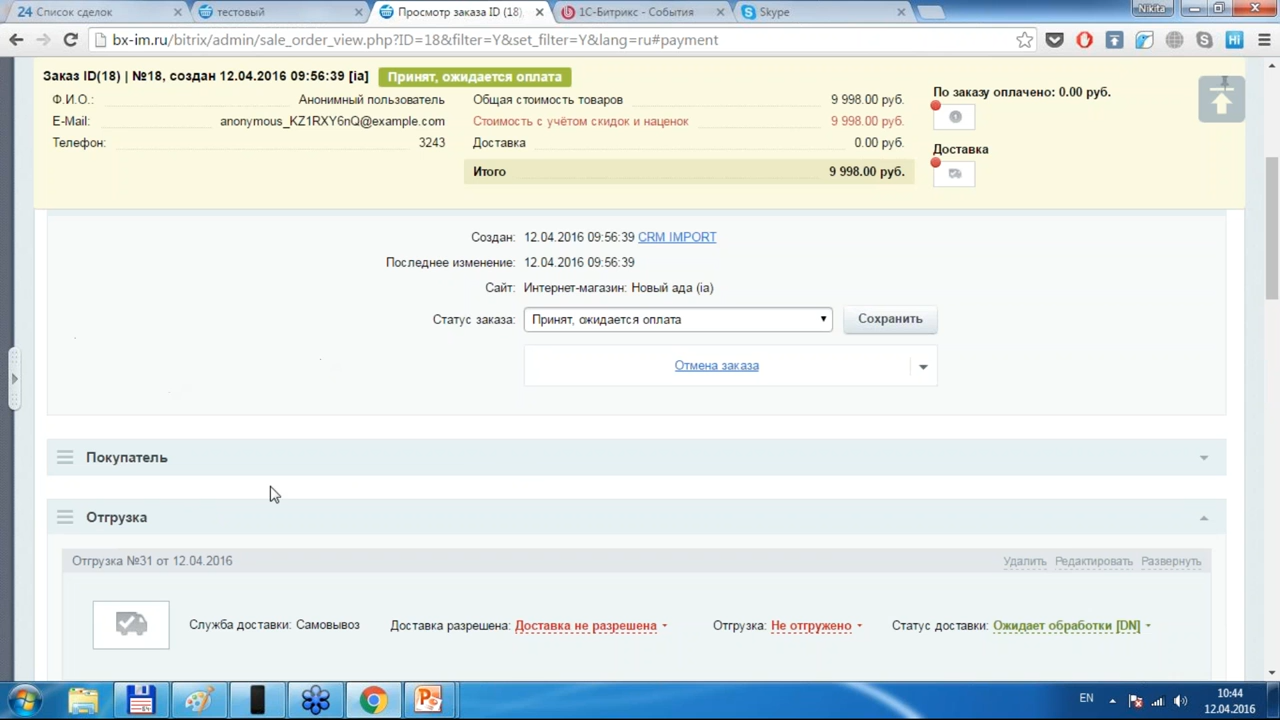 24 Список сделок
тестовый
Просмотр заказа ID (18)
1С-Битрикс - События
Skype
Nikita
bx-im.ru/bitrix/admin/sale_order_view.php?ID=18&filter=Y&set_filter=Y&lang=ru#payment
Заказ ID(18) | №18, создан 12.04.2016 09:56:39 [ia] Принят, ожидается оплата
Ф.И.О.: Анонимный пользователь
E-Mail: anonymous_KZ1RXY6nQ@example.com
Телефон: 3243
Общая стоимость товаров 9 998.00 руб.
Стоимость с учётом скидок и наценок 9 998.00 руб.
Доставка 0.00 руб.
Итого 9 998.00 руб.
По заказу оплачено: 0.00 руб.
Доставка
Создан: 12.04.2016 09:56:39 CRM IMPORT
Последнее изменение: 12.04.2016 09:56:39
Сайт: Интернет-магазин: Новый ада (ia)
Статус заказа: Принят, ожидается оплата Сохранить
Отмена заказа
Покупатель
Отгрузка
Отгрузка №31 от 12.04.2016 Удалить Редактировать Развернуть
Служба доставки: Самовывоз Доставка разрешена: Доставка не разрешена Отгрузка: Не отгружено Статус доставки: Ожидает обработки [DN]
EN
10:44
12.04.2016